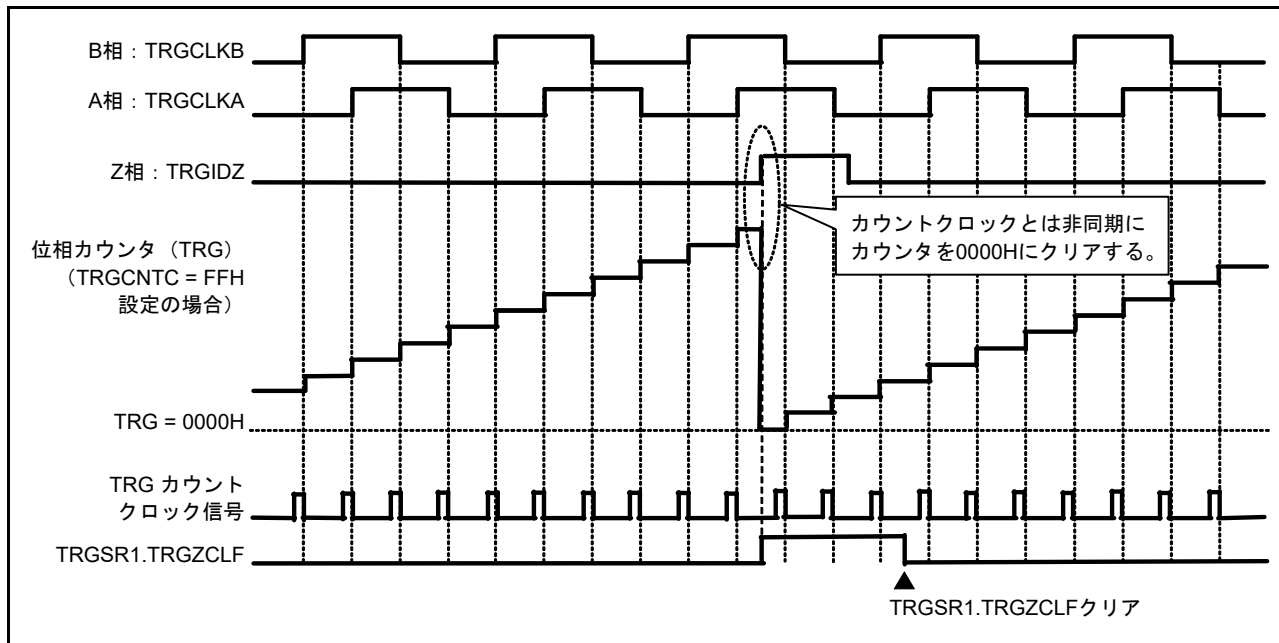 B相：TRGCLKB
A相：TRGCLKA
Z相：TRGIDZ
カウントクロックとは非同期に
カウンタを0000Hにクリアする。
位相カウンタ（TRG）
（TRGCNTC = FFH
設定の場合）
TRG = 0000H
TRG カウント
クロック信号
TRGSR1.TRGZCLF
TRGSR1.TRGZCLFクリア